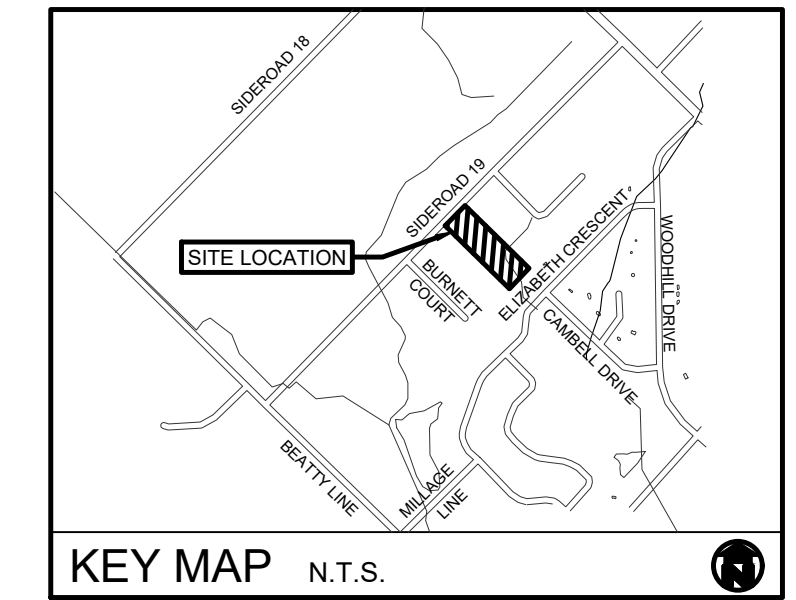 SIDEROAD 18
SIDEROAD 19
SITE LOCATION
BURNETT
COURT
ELIZABETH CRESCENT
WOODHILL DRIVE
CAMBELL DRIVE
BEATTY LINE
MILLAGE
LINE
KEY MAP N.T.S.
N